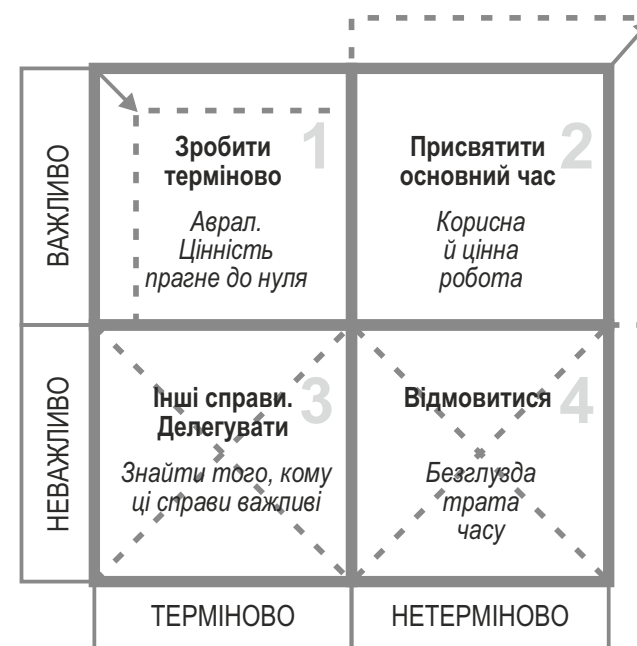 ВАЖЛИВО
1
Зробити
терміново
Аврал.
Цінність
прагне до нуля
2
Присвятити
основний час
Корисна
й цінна
робота
НЕВАЖЛИВО
3
Інші справи.
Делегувати
Знайти того, кому
ці справи важливі
4
Відмовитися
Безглузда
трата
часу
ТЕРМІНОВО
НЕТЕРМІНОВО